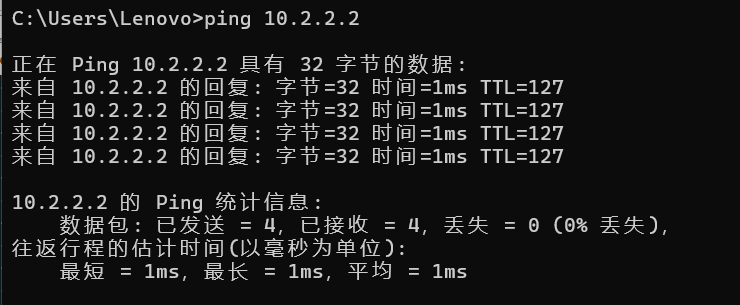 C:\Users\Lenovo>ping 10.2.2.2
正在 Ping 10.2.2.2 具有 32 字节的数据:
来自 10.2.2.2 的回复: 字节=32 时间=1ms TTL=127
来自 10.2.2.2 的回复: 字节=32 时间=1ms TTL=127
来自 10.2.2.2 的回复: 字节=32 时间=1ms TTL=127
来自 10.2.2.2 的回复: 字节=32 时间=1ms TTL=127
10.2.2.2 的 Ping 统计信息:
数据包: 已发送 = 4, 已接收 = 4, 丢失 = 0 (0% 丢失),
往返行程的估计时间(以毫秒为单位):
最短 = 1ms, 最长 = 1ms, 平均 = 1ms